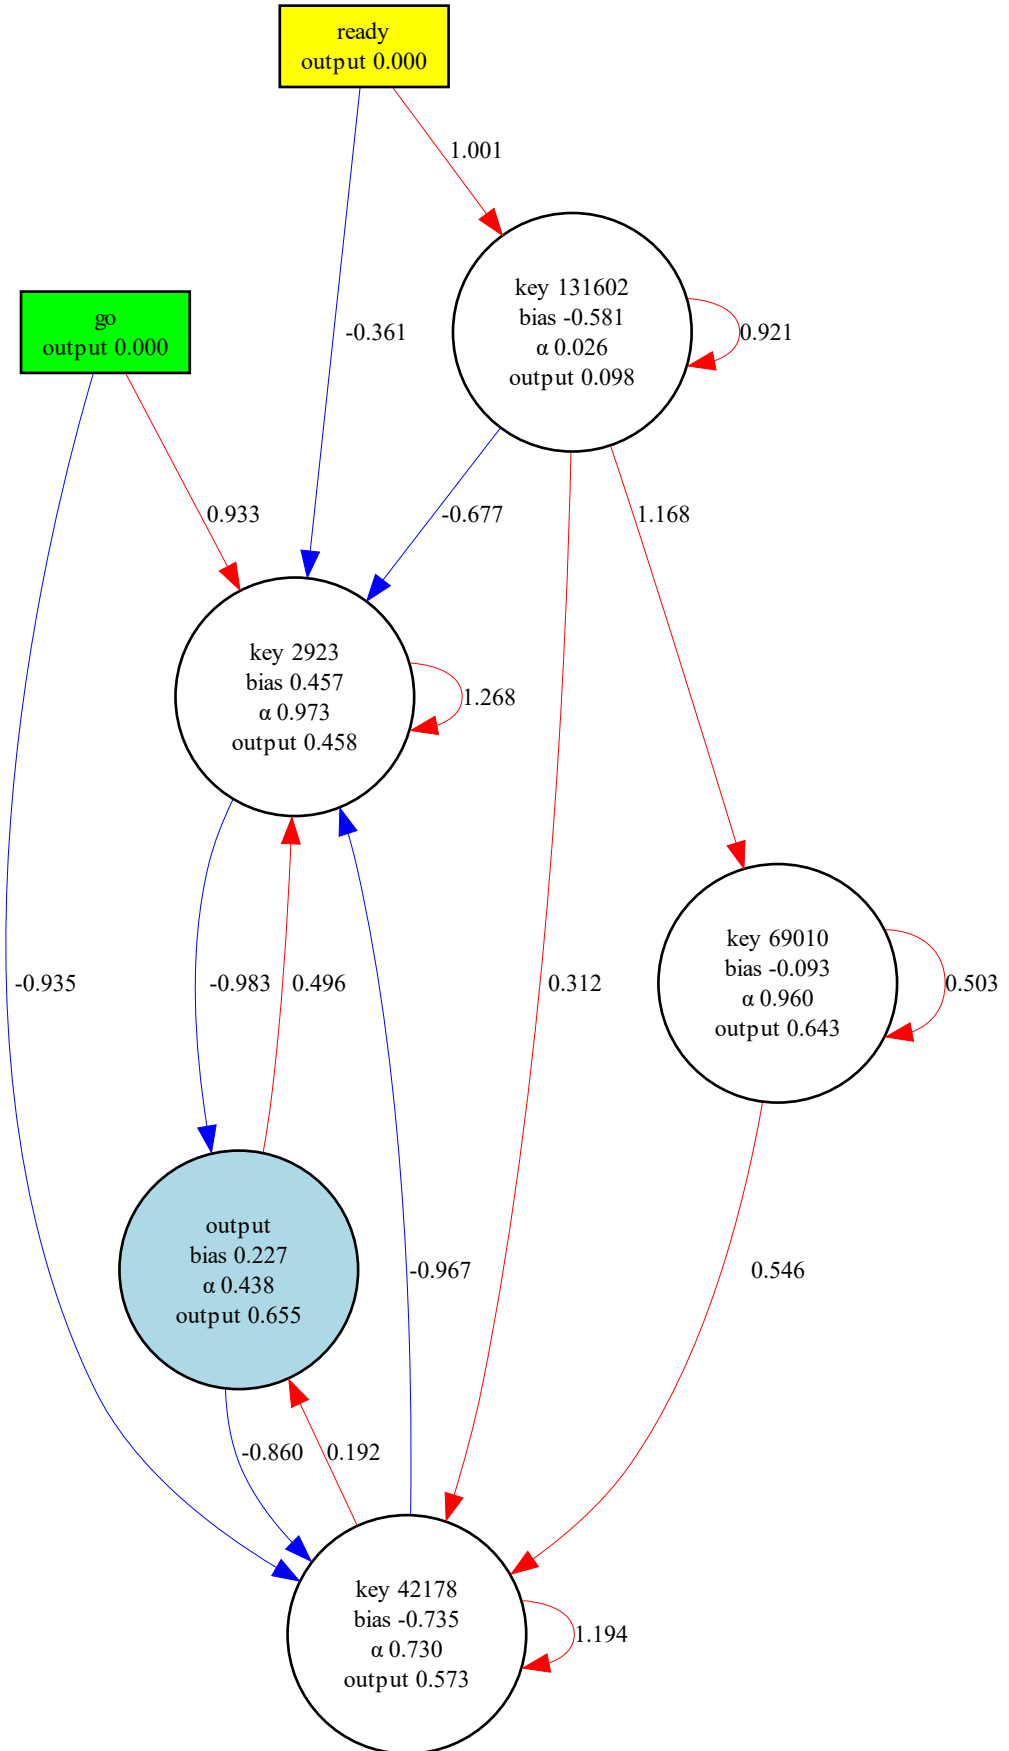 ready
output 0.000
1.001
key 131602
bias -0.581
α 0.026
output 0.098
0.921
go
output 0.000
-0.361
0.933
-0.677
1.168
key 2923
bias 0.457
α 0.973
output 0.458
1.268
key 69010
bias -0.093
α 0.960
output 0.643
0.503
-0.935
-0.983
0.496
0.312
output
bias 0.227
α 0.438
output 0.655
-0.967
0.546
-0.860
0.192
key 42178
bias -0.735
α 0.730
output 0.573
1.194